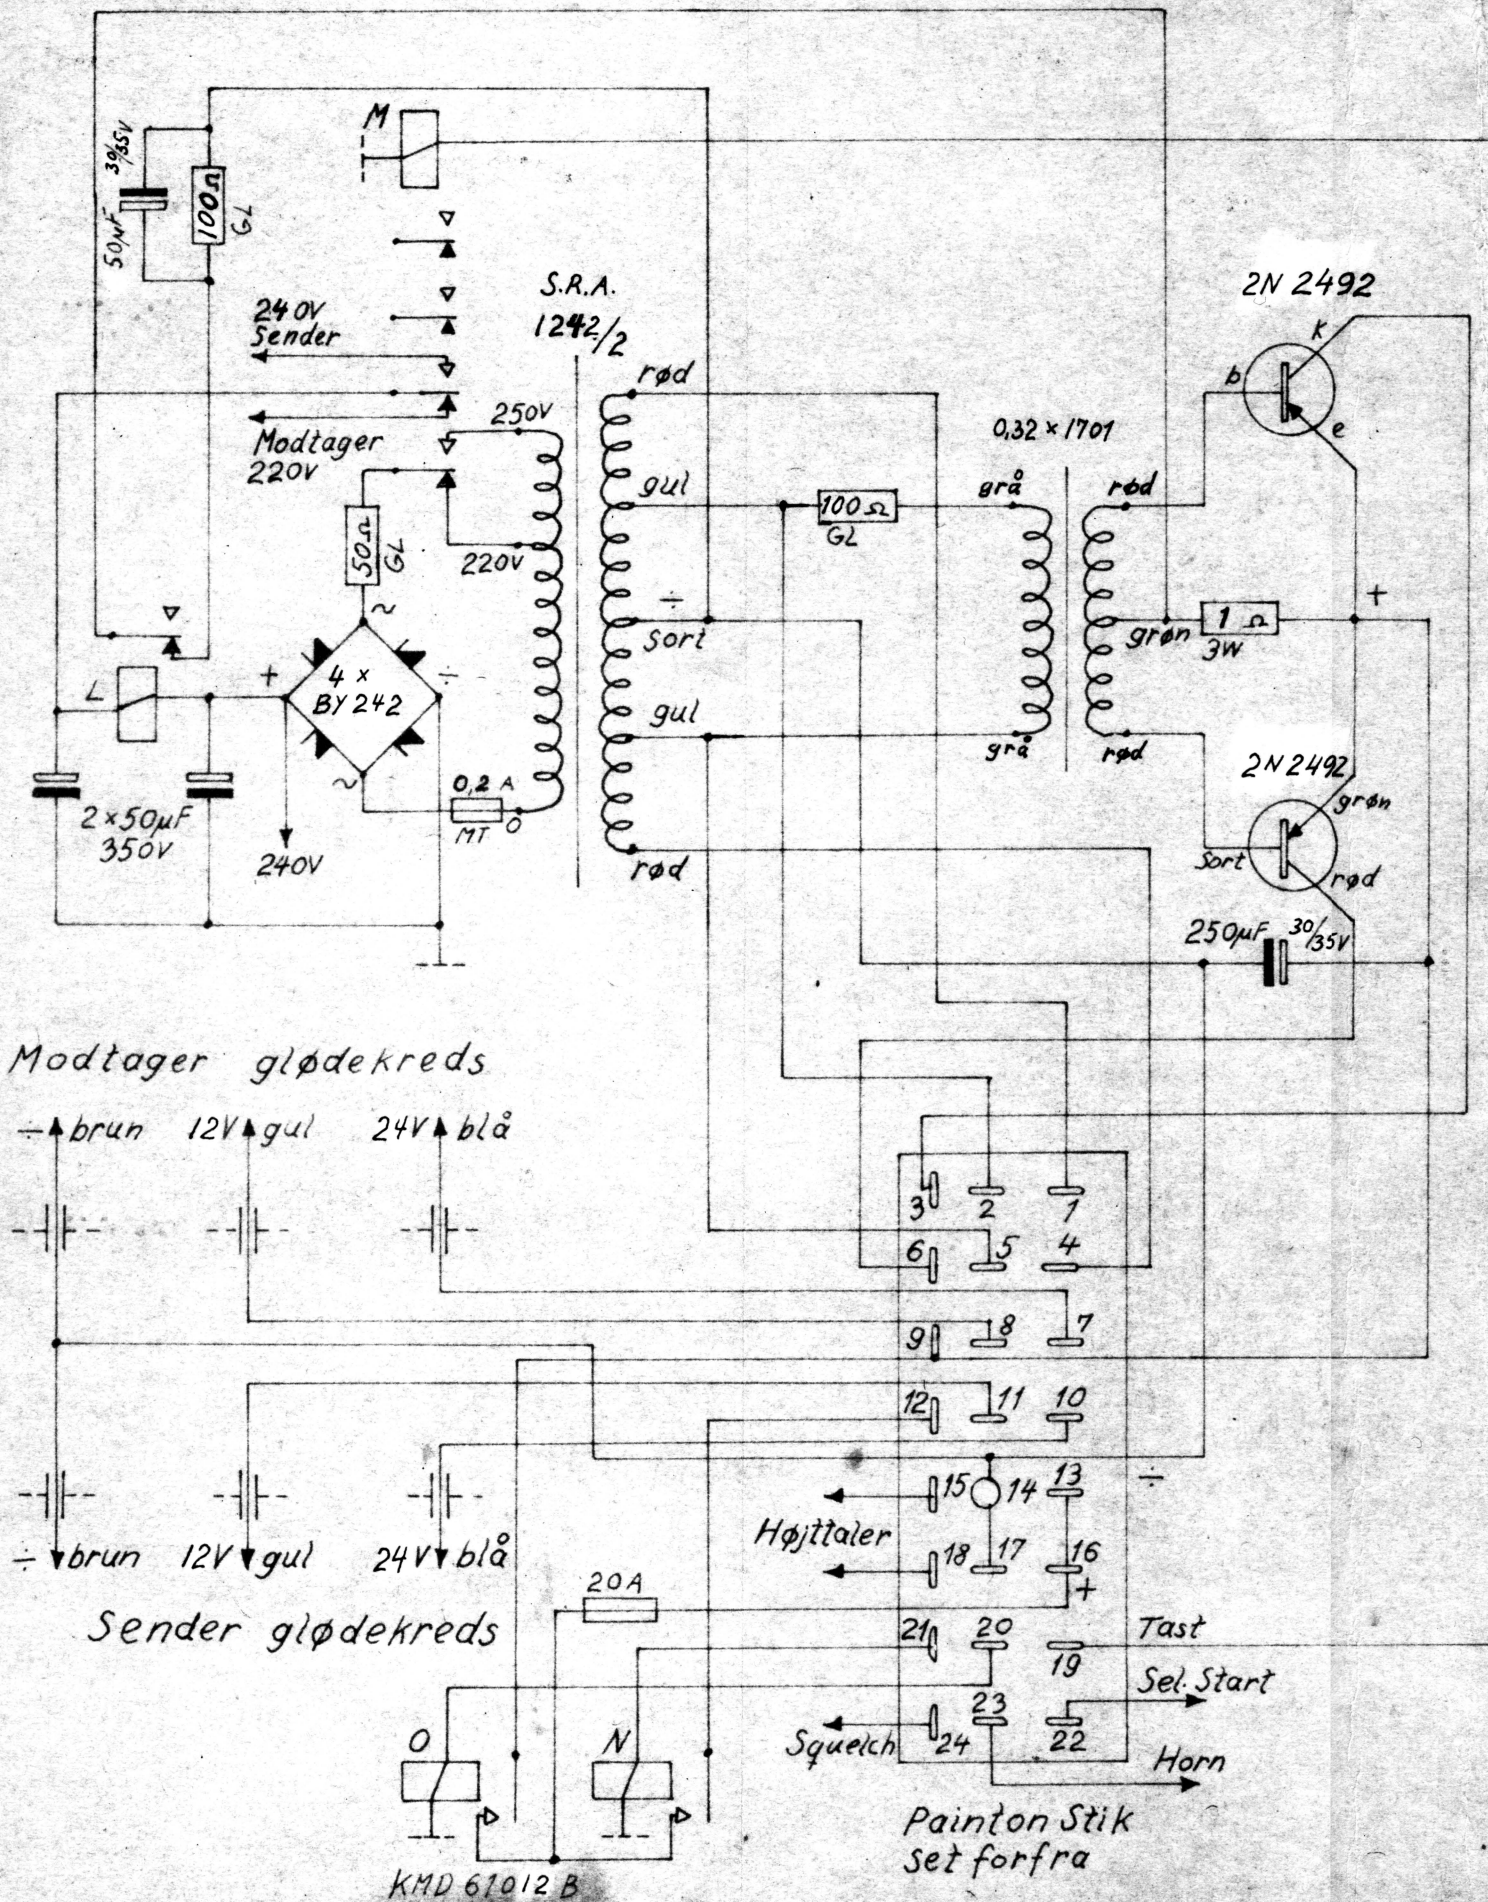 M
30/35V
50µF
100Ω
GL
S.R.A.
1242/2
2N 2492
k
b
e
240V
Sender
Modtager
220V
250V
220V
50Ω
GL
rød
gul
÷
sort
gul
rød
100Ω
GL
0,32 × 1701
grå
rød
grøn
grå
rød
1 Ω
3W
+
2N 2492
grøn
sort
rød
250µF
30/35V
L
+
~
4 ×
BY 242
÷
~
0,2 A
MT
0
2×50µF
350V
240V
Modtager glødekreds
÷ brun
12V gul
24V blå
3 2 1
6 5 4
9 8 7
12 11 10
15 14 13
÷
18 17 16
+
21 20 19
24 23 22
÷ brun
12V gul
24V blå
Sender glødekreds
Højttaler
20A
Tast
Sel. Start
Squelch
Horn
O
N
Painton Stik
set forfra
KMD 61012 B